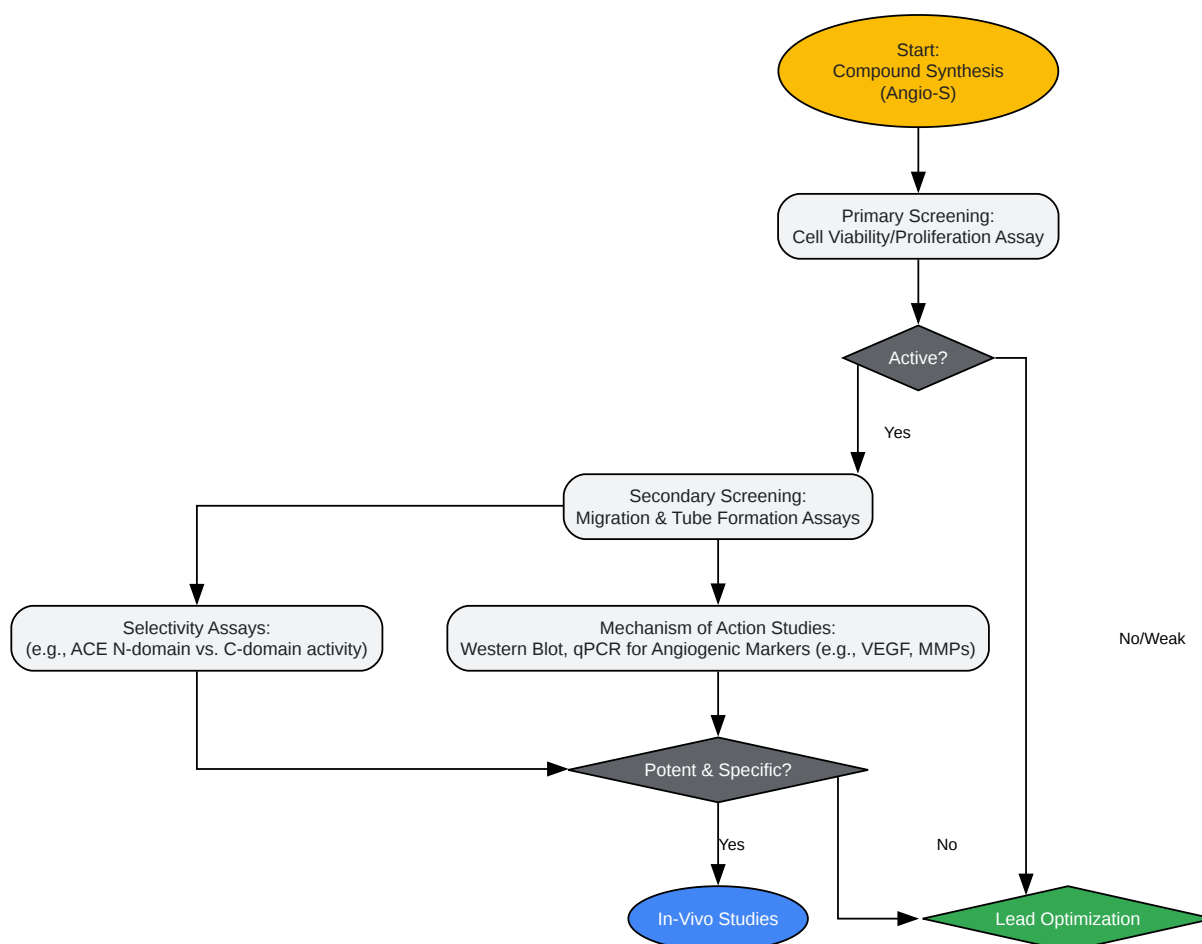 Start:
Compound Synthesis
(Angio-S)
Primary Screening:
Cell Viability/Proliferation Assay
Active?
Yes
Secondary Screening:
Migration & Tube Formation Assays
Selectivity Assays:
(e.g., ACE N-domain vs. C-domain activity)
Mechanism of Action Studies:
Western Blot, qPCR for Angiogenic Markers (e.g., VEGF, MMPs)
No/Weak
Potent & Specific?
Yes
No
In-Vivo Studies
Lead Optimization